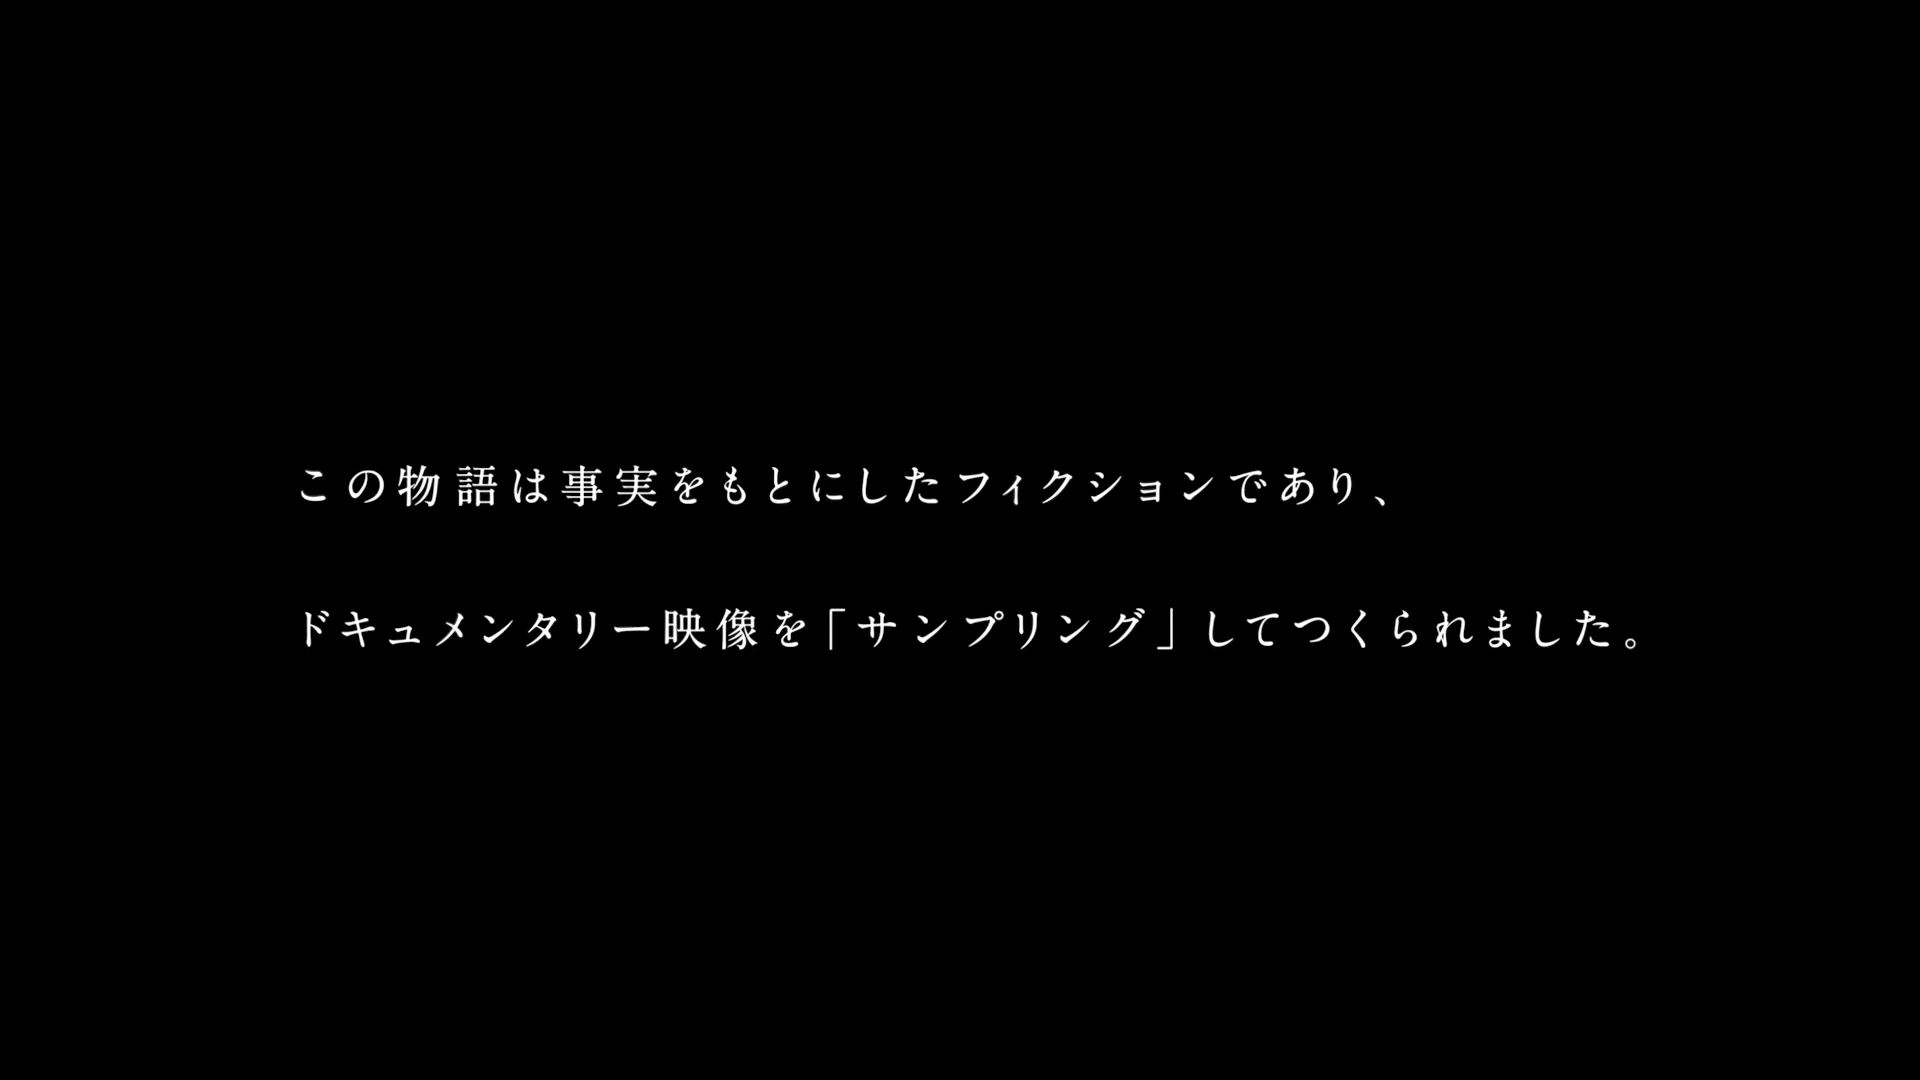 この物語は事実をもとにしたフィクションであり、
ドキュメンタリー映像を「サンプリング」してつくられました。